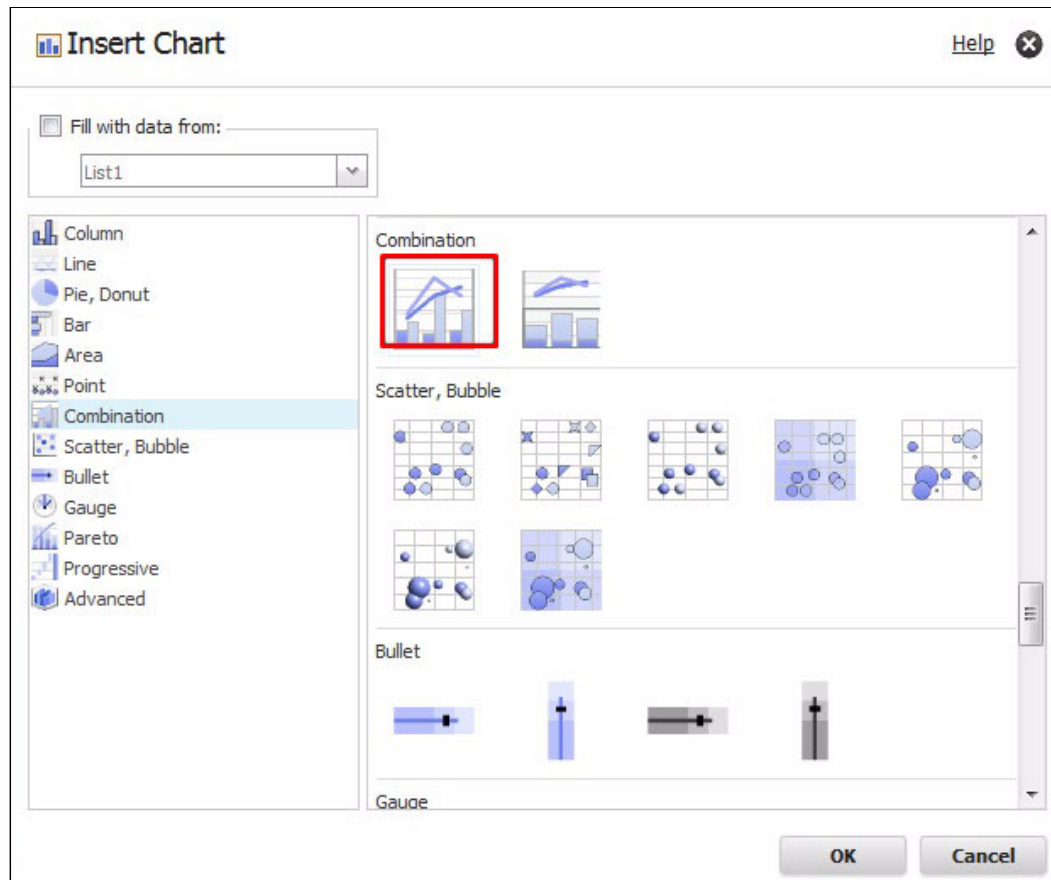 Insert Chart
Help
Fill with data from:
List1
Column
Line
Pie, Donut
Bar
Area
Point
Combination
Scatter, Bubble
Bullet
Gauge
Pareto
Progressive
Advanced
Combination
Scatter, Bubble
Bullet
Gauge
OK
Cancel